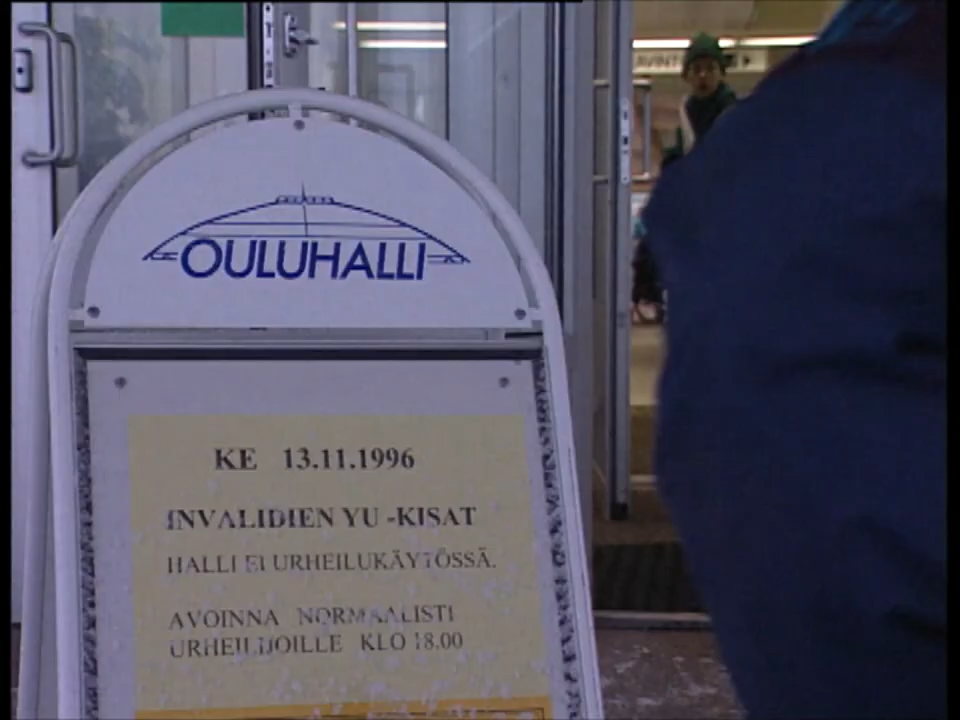 OULUHALLI
KE 13.11.1996
INVALIDIEN YU -KISAT
HALLI EI URHEILUKÄYTÖSSÄ.
AVOINNA NORMAALISTI
URHEILIJOILLE KLO 18.00